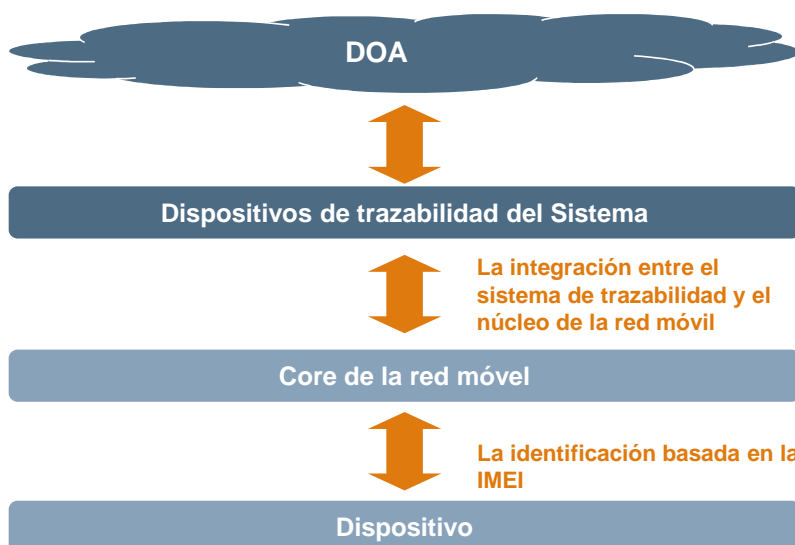 DOA
Dispositivos de trazabilidad del Sistema
La integración entre el
sistema de trazabilidad y el
núcleo de la red móvil
Core de la red móvel
La identificación basada en la
IMEI
Dispositivo